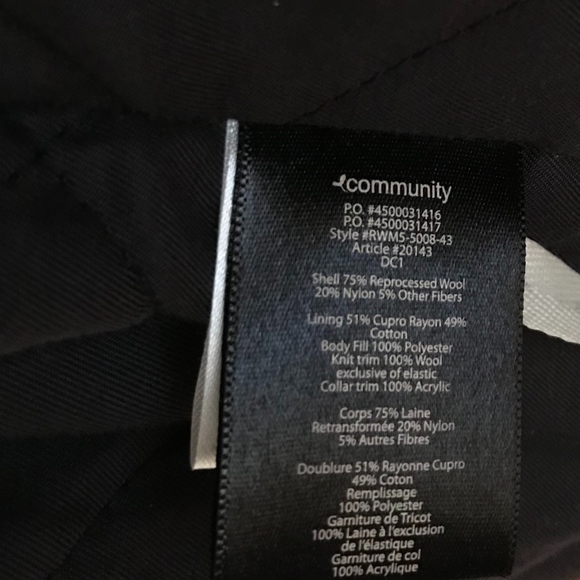 community
P.O. #4500031416
P.O. #4500031417
Style #RWM5-5008-43
Article #20143
DC1
Shell 75% Reprocessed Wool
20% Nylon 5% Other Fibers
Lining 51% Cupro Rayon 49%
Cotton
Body Fill 100% Polyester
Knit trim 100% Wool
exclusive of elastic
Collar trim 100% Acrylic
Corps 75% Laine
Retransformée 20% Nylon
5% Autres Fibres
Doublure 51% Rayonne Cupro
49% Coton
Remplissage
100% Polyester
Garniture de Tricot
100% Laine à l'exclusion
de l'élastique
Garniture de col
100% Acrylique